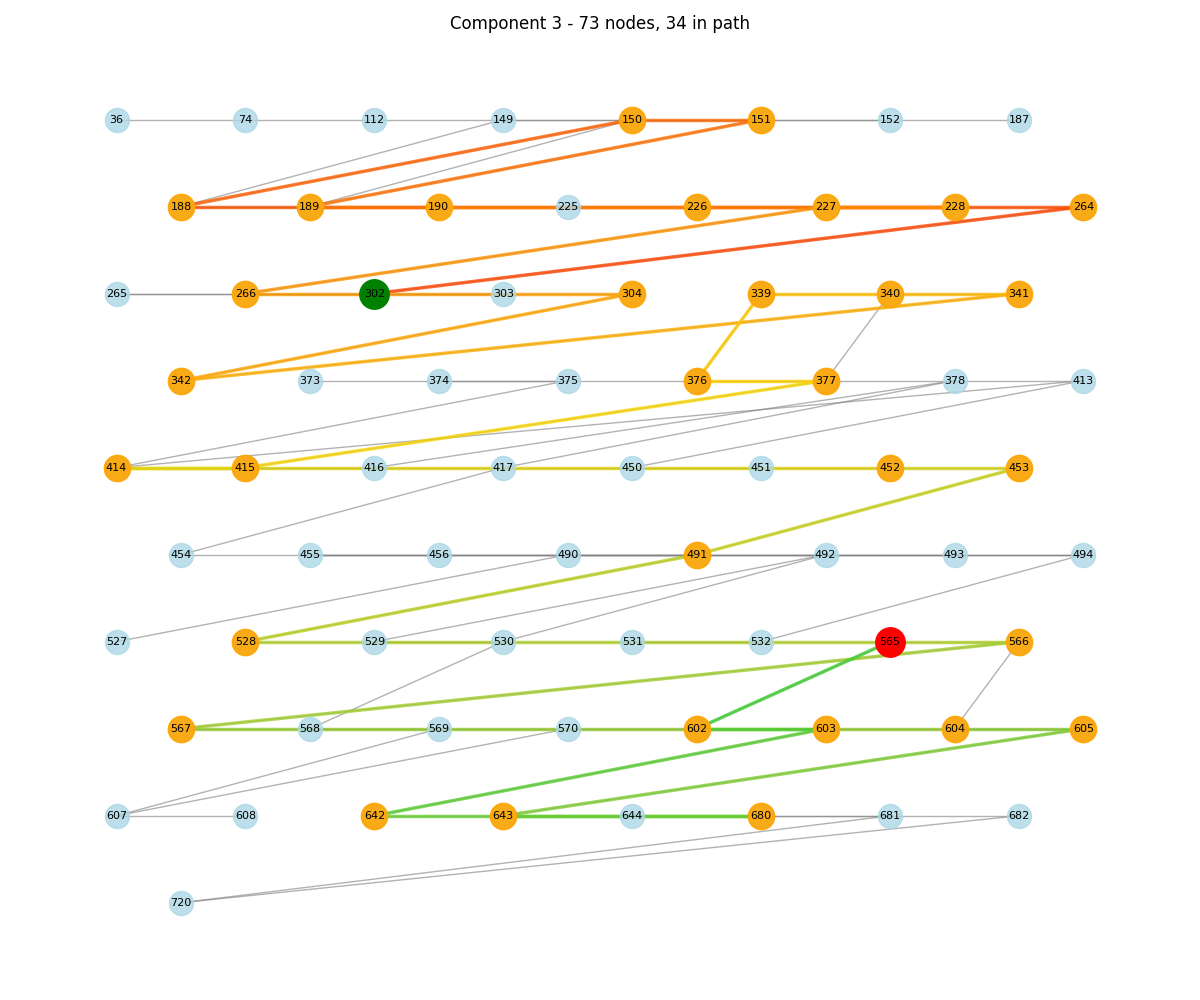 Component 3 - 73 nodes, 34 in path
36 74 112 149 150 151 152 187
188 189 190 225 226 227 228 264
265 266 302 303 304 339 340 341
342 373 374 375 376 377 378 413
414 415 416 417 450 451 452 453
454 455 456 490 491 492 493 494
527 528 529 530 531 532 565 566
567 568 569 570 602 603 604 605
607 608 642 643 644 680 681 682
720